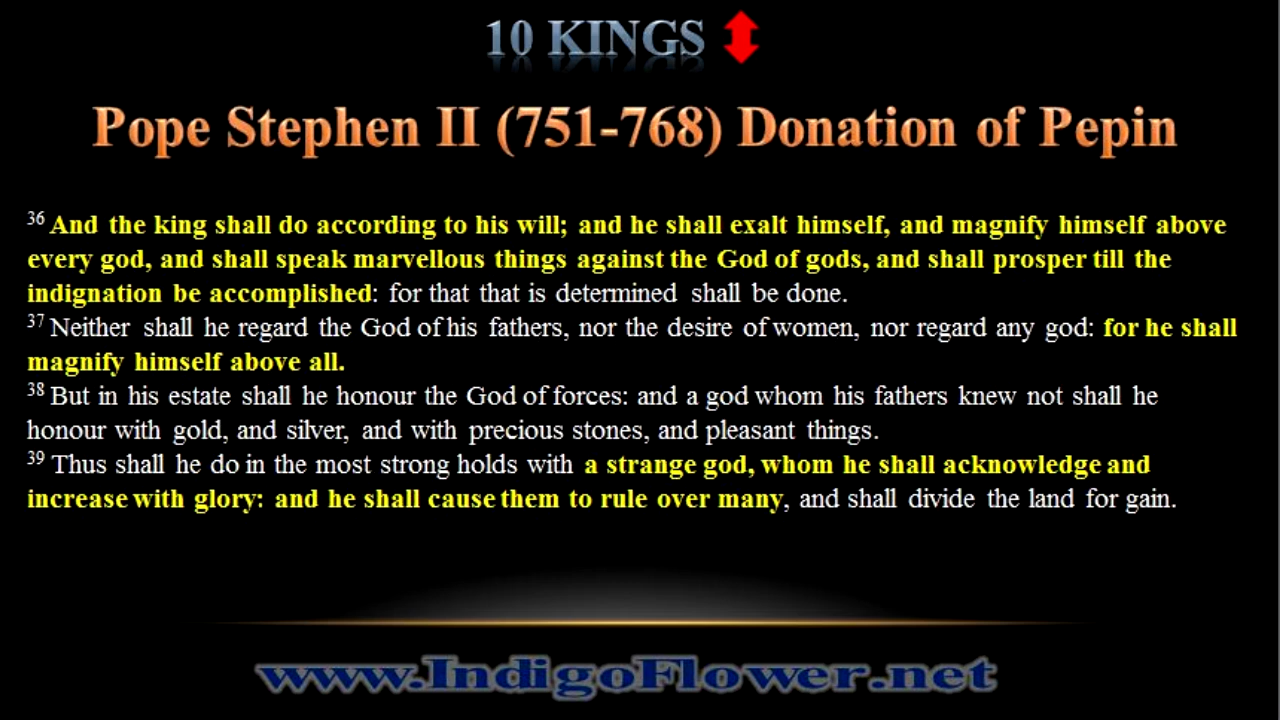 10 KINGS
Pope Stephen II (751-768) Donation of Pepin
36 And the king shall do according to his will; and he shall exalt himself, and magnify himself above
every god, and shall speak marvellous things against the God of gods, and shall prosper till the
indignation be accomplished: for that that is determined shall be done.
37 Neither shall he regard the God of his fathers, nor the desire of women, nor regard any god: for he shall
magnify himself above all.
38 But in his estate shall he honour the God of forces: and a god whom his fathers knew not shall he
honour with gold, and silver, and with precious stones, and pleasant things.
39 Thus shall he do in the most strong holds with a strange god, whom he shall acknowledge and
increase with glory: and he shall cause them to rule over many, and shall divide the land for gain.
www.IndigoFlower.net